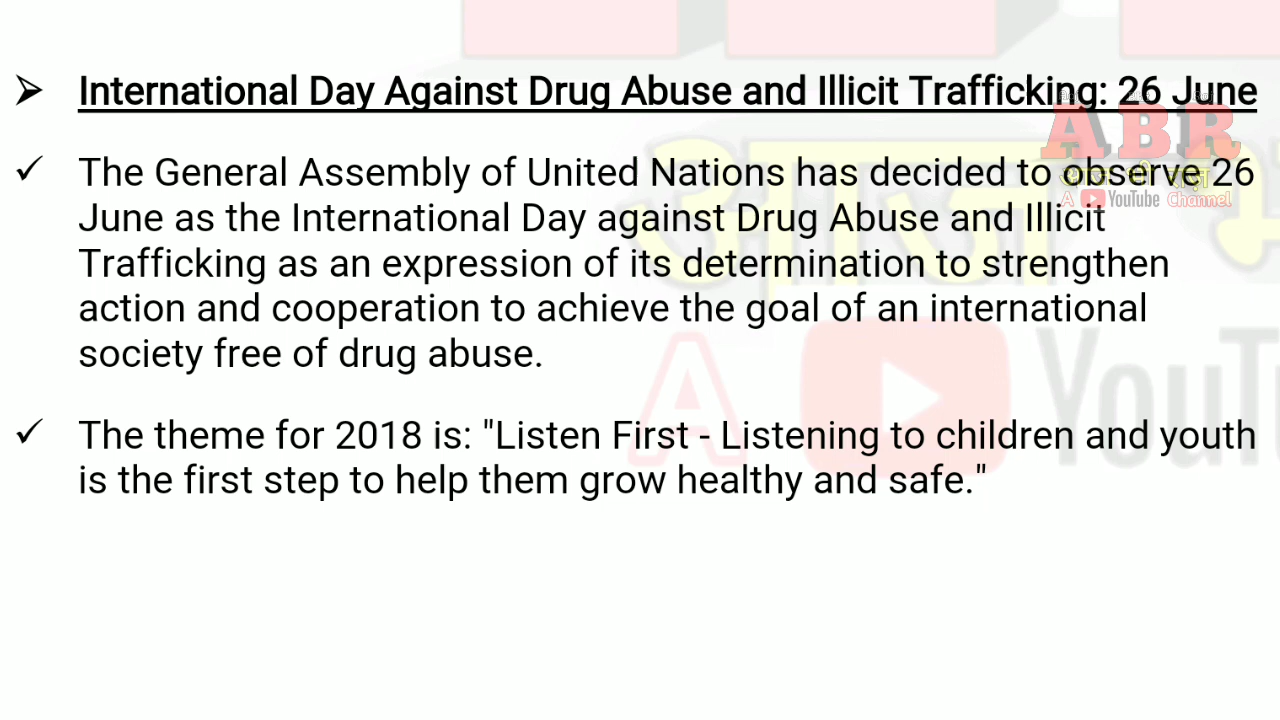 ➢ International Day Against Drug Abuse and Illicit Trafficking: 26 June
✓ The General Assembly of United Nations has decided to observe 26
June as the International Day against Drug Abuse and Illicit
Trafficking as an expression of its determination to strengthen
action and cooperation to achieve the goal of an international
society free of drug abuse.
✓ The theme for 2018 is: "Listen First - Listening to children and youth
is the first step to help them grow healthy and safe."
ABR
A YouTube Channel
आज
A YouTu